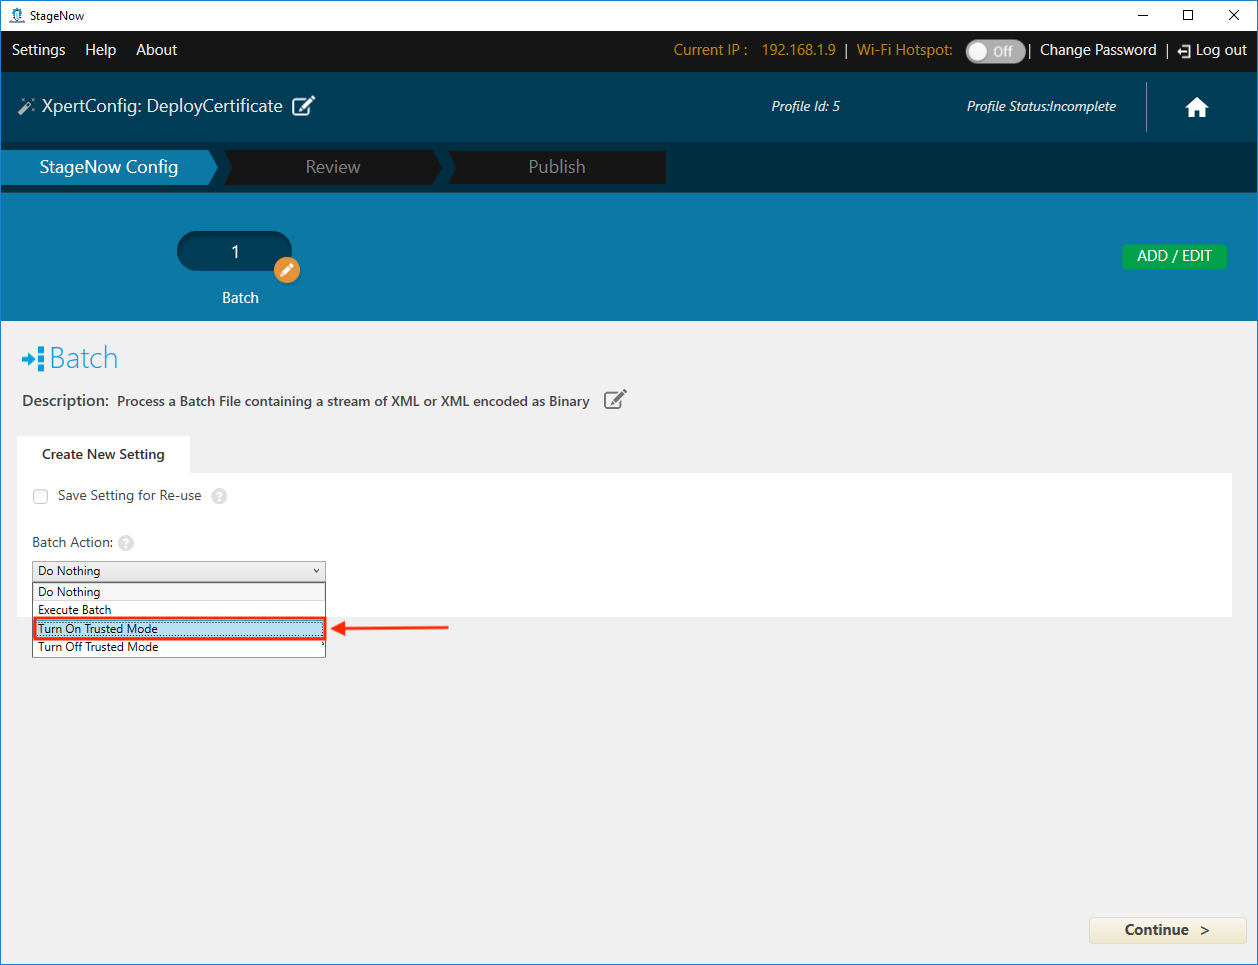 StageNow
Settings Help About Current IP : 192.168.1.9 | Wi-Fi Hotspot: Off | Change Password | Log out
XpertConfig: DeployCertificate Profile Id: 5 Profile Status:Incomplete
StageNow Config Review Publish
1
ADD / EDIT
Batch
Batch
Description: Process a Batch File containing a stream of XML or XML encoded as Binary
Create New Setting
Save Setting for Re-use ?
Batch Action: ?
Do Nothing
Do Nothing
Execute Batch
Turn On Trusted Mode
Turn Off Trusted Mode
Continue >